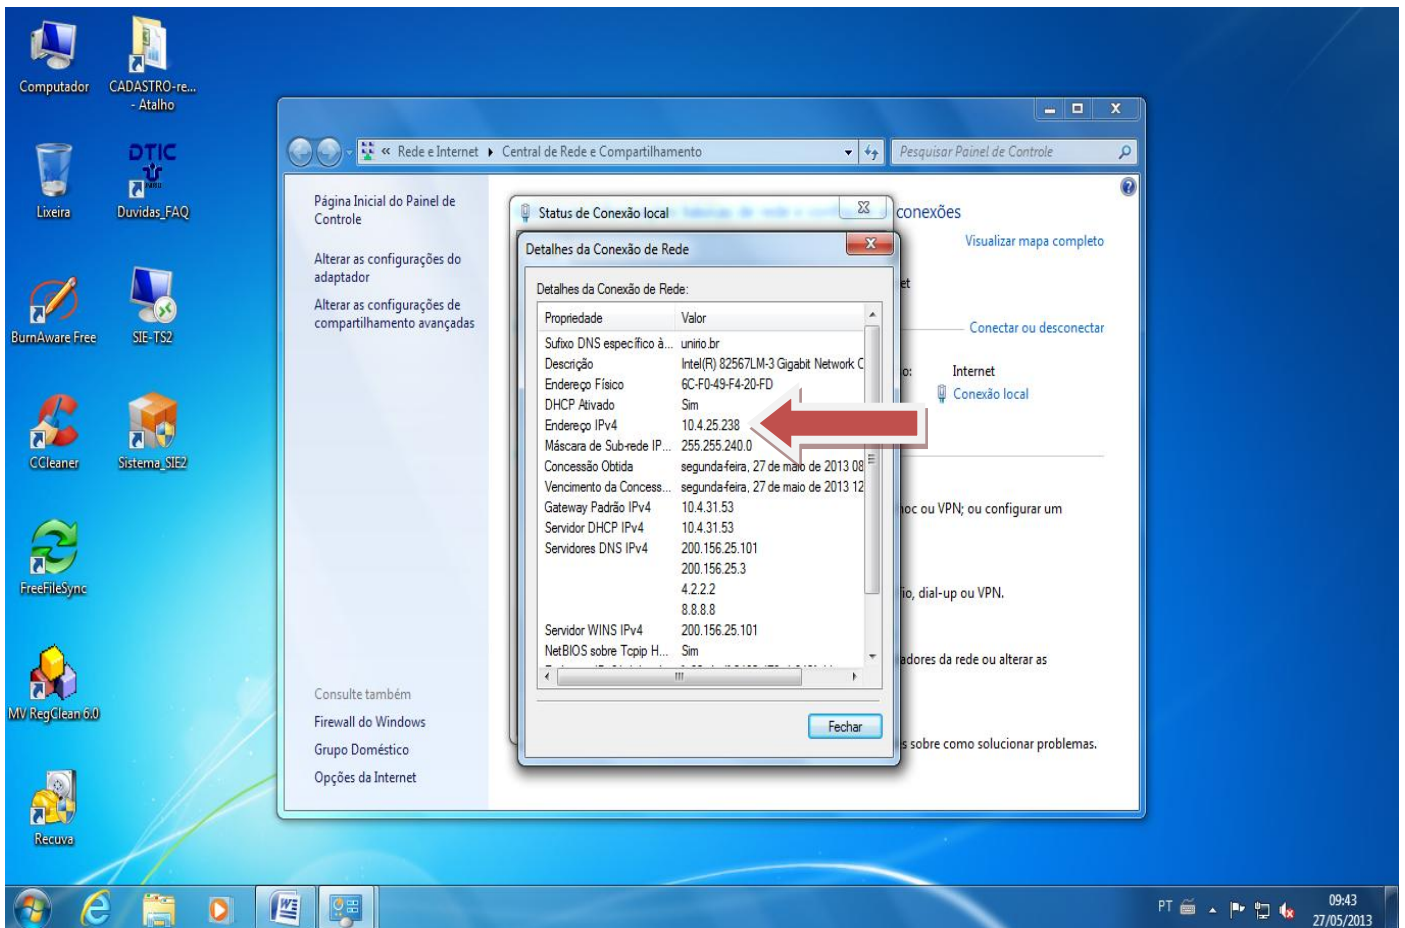 Computador
CADASTRO-re...
- Atalho
Lixeira
DTIC
Duvidas_FAQ
BurnAware Free
SIE-TS2
CCleaner
Sistema_SIE2
FreeFileSync
MV RegClean 6.0
Recuva
« Rede e Internet ▸ Central de Rede e Compartilhamento
Pesquisar Painel de Controle
Página Inicial do Painel de
Controle
Alterar as configurações do
adaptador
Alterar as configurações de
compartilhamento avançadas
Consulte também
Firewall do Windows
Grupo Doméstico
Opções da Internet
Status de Conexão local
conexões
Visualizar mapa completo
et
Conectar ou desconectar
o: Internet
Conexão local
hoc ou VPN; ou configurar um
io, dial-up ou VPN.
adores da rede ou alterar as
s sobre como solucionar problemas.
Detalhes da Conexão de Rede
Detalhes da Conexão de Rede:
Propriedade Valor
Sufixo DNS específico à... unirio.br
Descrição Intel(R) 82567LM-3 Gigabit Network C
Endereço Físico 6C-F0-49-F4-20-FD
DHCP Ativado Sim
Endereço IPv4 10.4.25.238
Máscara de Sub-rede IP... 255.255.240.0
Concessão Obtida segunda-feira, 27 de maio de 2013 08
Vencimento da Concess... segunda-feira, 27 de maio de 2013 12
Gateway Padrão IPv4 10.4.31.53
Servidor DHCP IPv4 10.4.31.53
Servidores DNS IPv4 200.156.25.101
200.156.25.3
4.2.2.2
8.8.8.8
Servidor WINS IPv4 200.156.25.101
NetBIOS sobre Tcpip H... Sim
Fechar
PT
09:43
27/05/2013